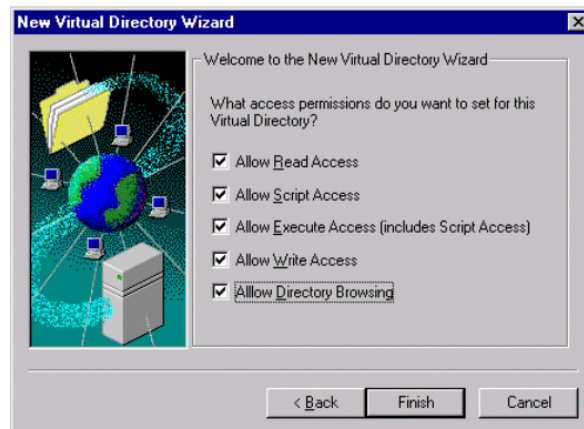 New Virtual Directory Wizard
Welcome to the New Virtual Directory Wizard
What access permissions do you want to set for this
Virtual Directory?
Allow Read Access
Allow Script Access
Allow Execute Access (includes Script Access)
Allow Write Access
Alllow Directory Browsing
< Back
Finish
Cancel